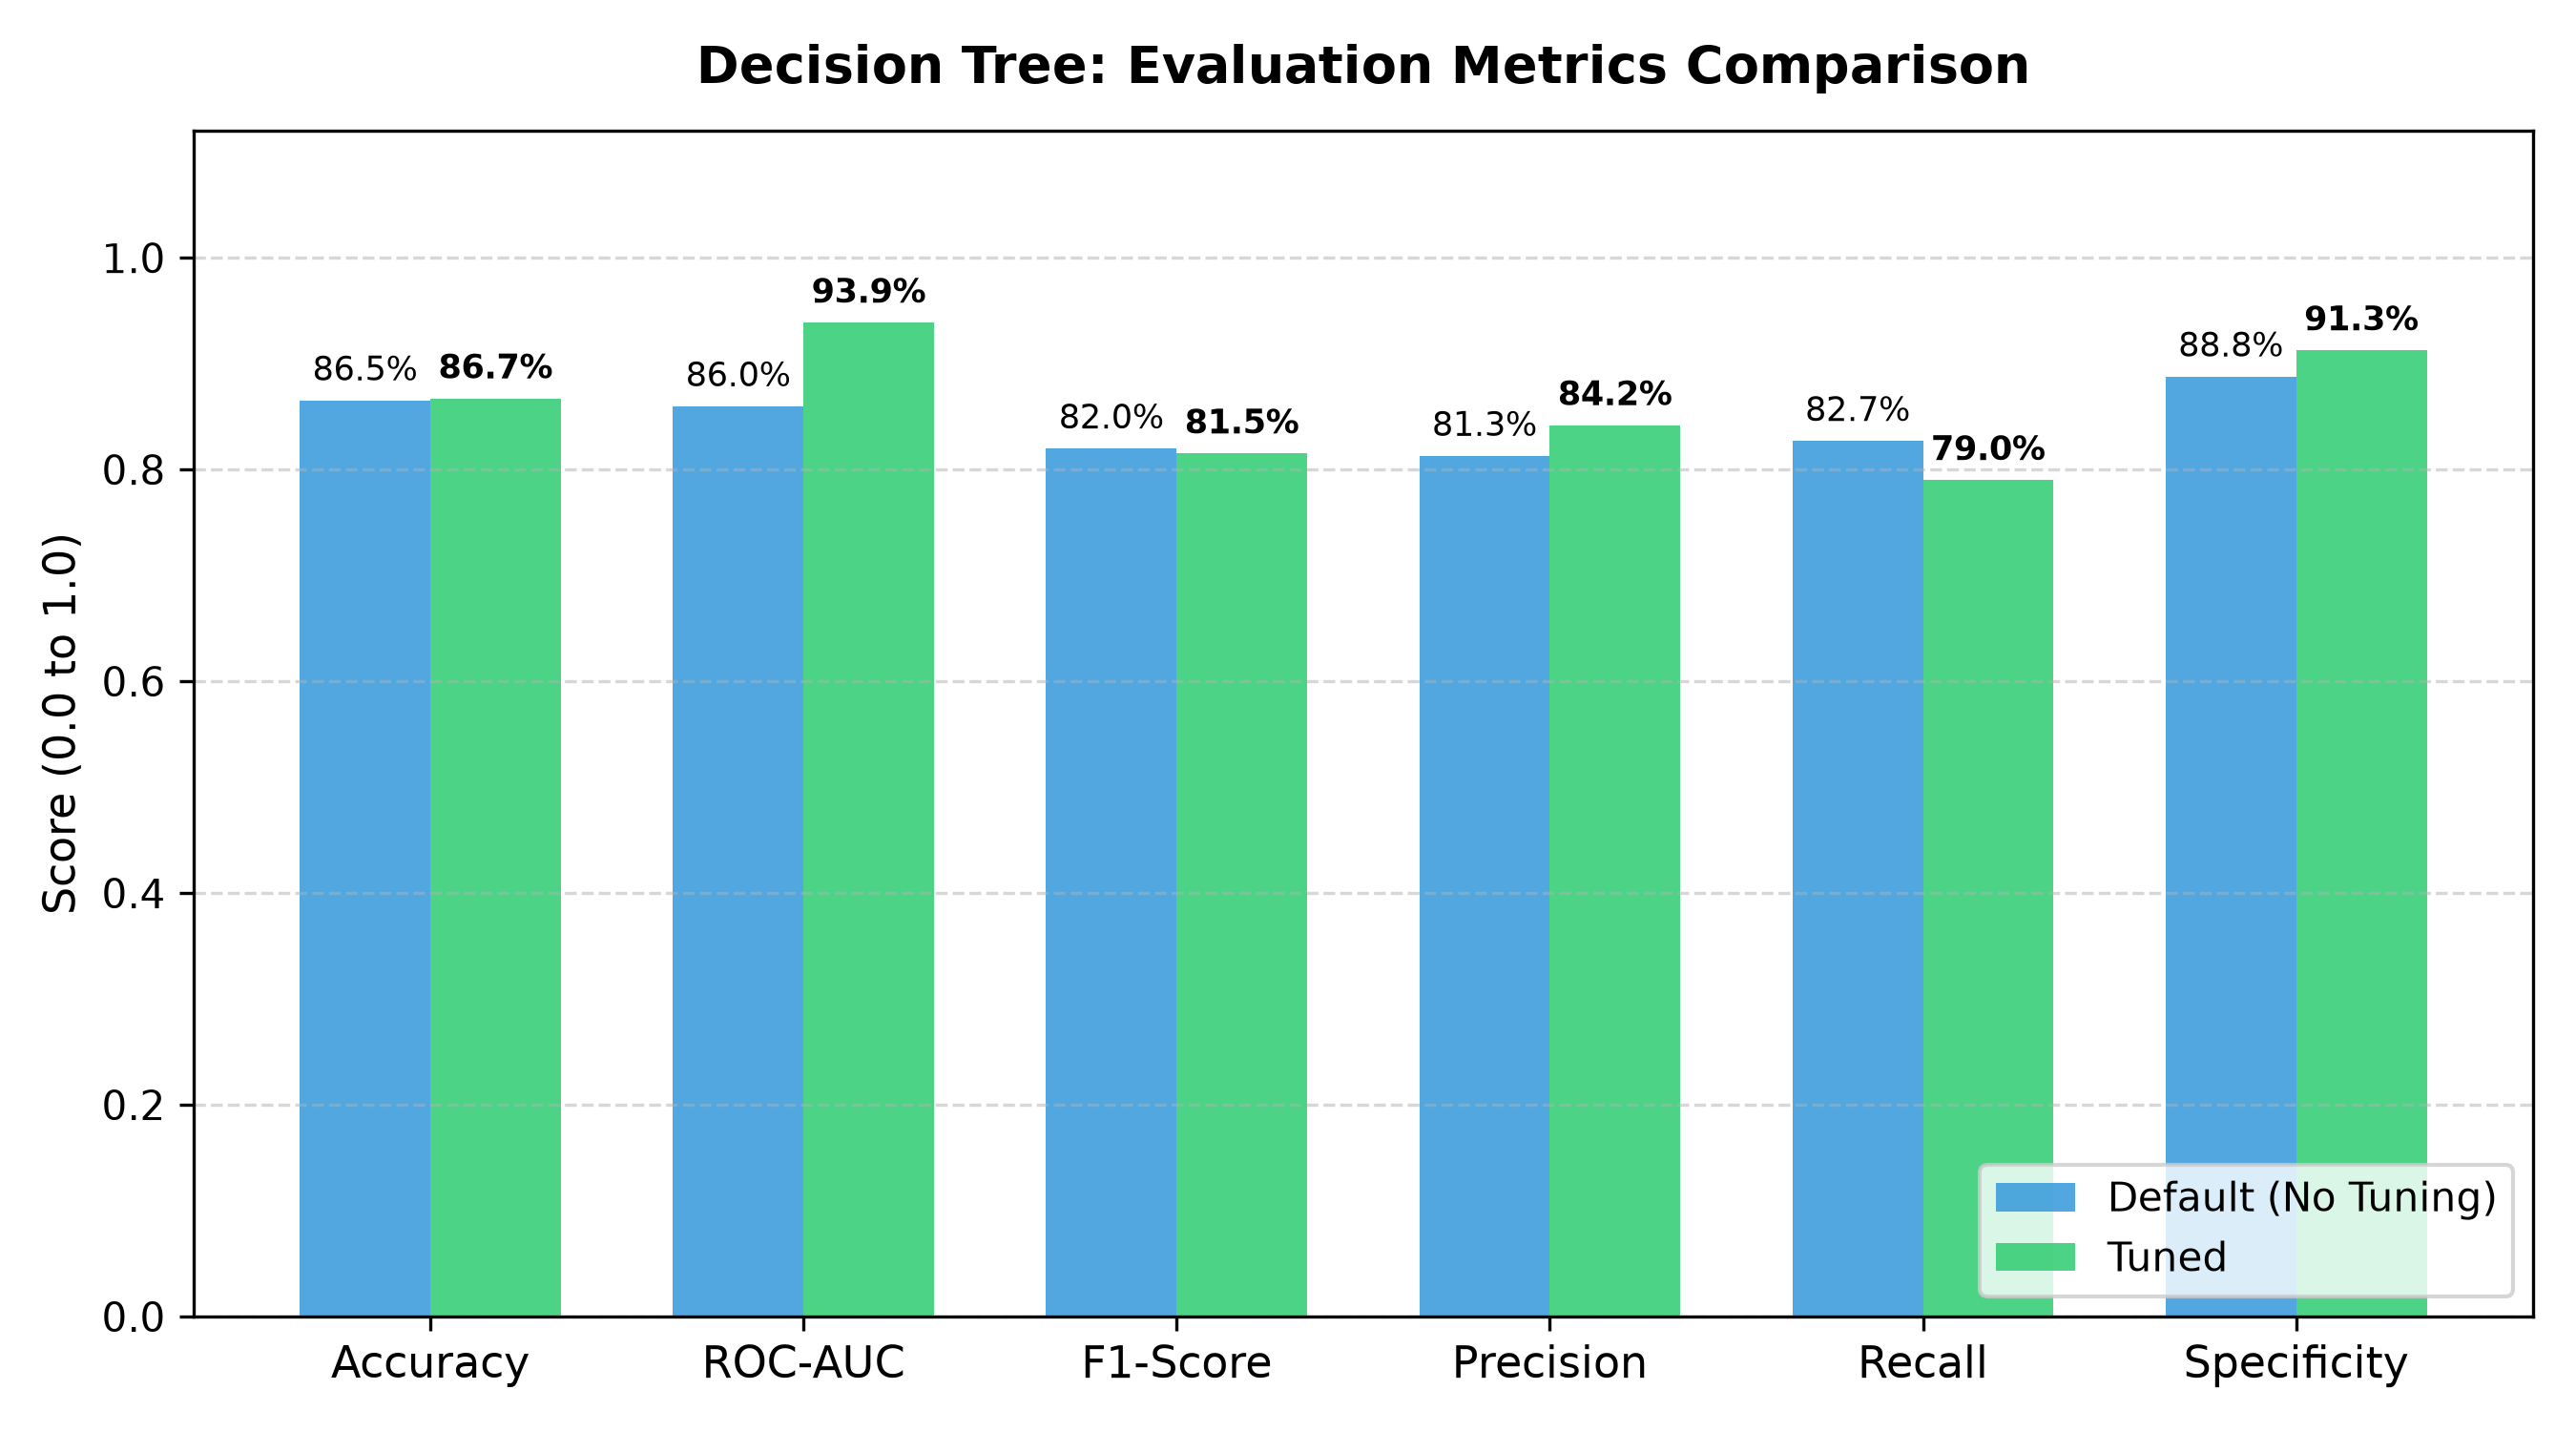 Decision Tree: Evaluation Metrics Comparison
Score (0.0 to 1.0)
1.0
0.8
0.6
0.4
0.2
0.0
86.5% 86.7%
86.0% 93.9%
82.0% 81.5%
81.3% 84.2%
82.7% 79.0%
88.8% 91.3%
Accuracy ROC-AUC F1-Score Precision Recall Specificity
Default (No Tuning)
Tuned